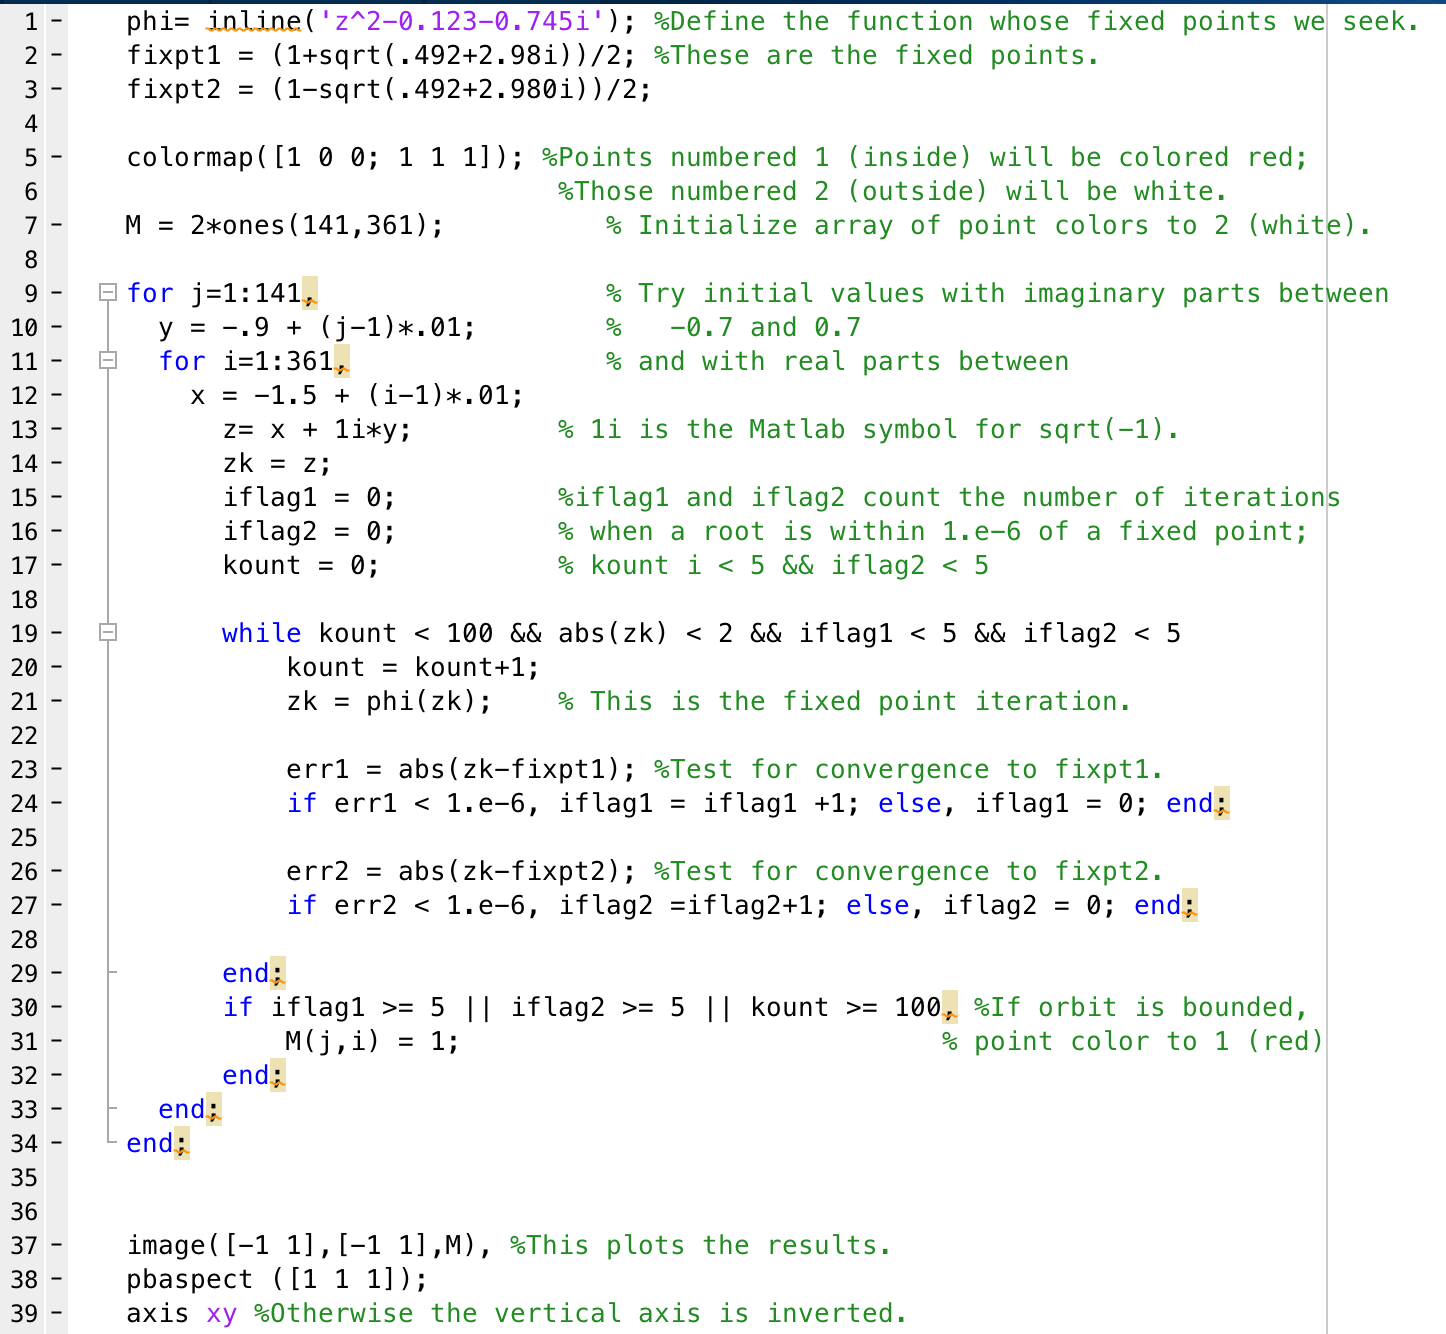 1 - phi= inline('z^2-0.123-0.745i'); %Define the function whose fixed points we seek.
2 - fixpt1 = (1+sqrt(.492+2.98i))/2; %These are the fixed points.
3 - fixpt2 = (1-sqrt(.492+2.980i))/2;
4
5 - colormap([1 0 0; 1 1 1]); %Points numbered 1 (inside) will be colored red;
6 %Those numbered 2 (outside) will be white.
7 - M = 2*ones(141,361); % Initialize array of point colors to 2 (white).
8
9 - for j=1:141, % Try initial values with imaginary parts between
10 - y = -.9 + (j-1)*.01; % -0.7 and 0.7
11 - for i=1:361, % and with real parts between
12 - x = -1.5 + (i-1)*.01;
13 - z= x + 1i*y; % 1i is the Matlab symbol for sqrt(-1).
14 - zk = z;
15 - iflag1 = 0; %iflag1 and iflag2 count the number of iterations
16 - iflag2 = 0; % when a root is within 1.e-6 of a fixed point;
17 - kount = 0; % kount i < 5 && iflag2 < 5
18
19 - while kount < 100 && abs(zk) < 2 && iflag1 < 5 && iflag2 < 5
20 - kount = kount+1;
21 - zk = phi(zk); % This is the fixed point iteration.
22
23 - err1 = abs(zk-fixpt1); %Test for convergence to fixpt1.
24 - if err1 < 1.e-6, iflag1 = iflag1 +1; else, iflag1 = 0; end;
25
26 - err2 = abs(zk-fixpt2); %Test for convergence to fixpt2.
27 - if err2 < 1.e-6, iflag2 =iflag2+1; else, iflag2 = 0; end;
28
29 - end;
30 - if iflag1 >= 5 || iflag2 >= 5 || kount >= 100, %If orbit is bounded,
31 - M(j,i) = 1; % point color to 1 (red)
32 - end;
33 - end;
34 - end;
35
36
37 - image([-1 1],[-1 1],M), %This plots the results.
38 - pbaspect ([1 1 1]);
39 - axis xy %Otherwise the vertical axis is inverted.